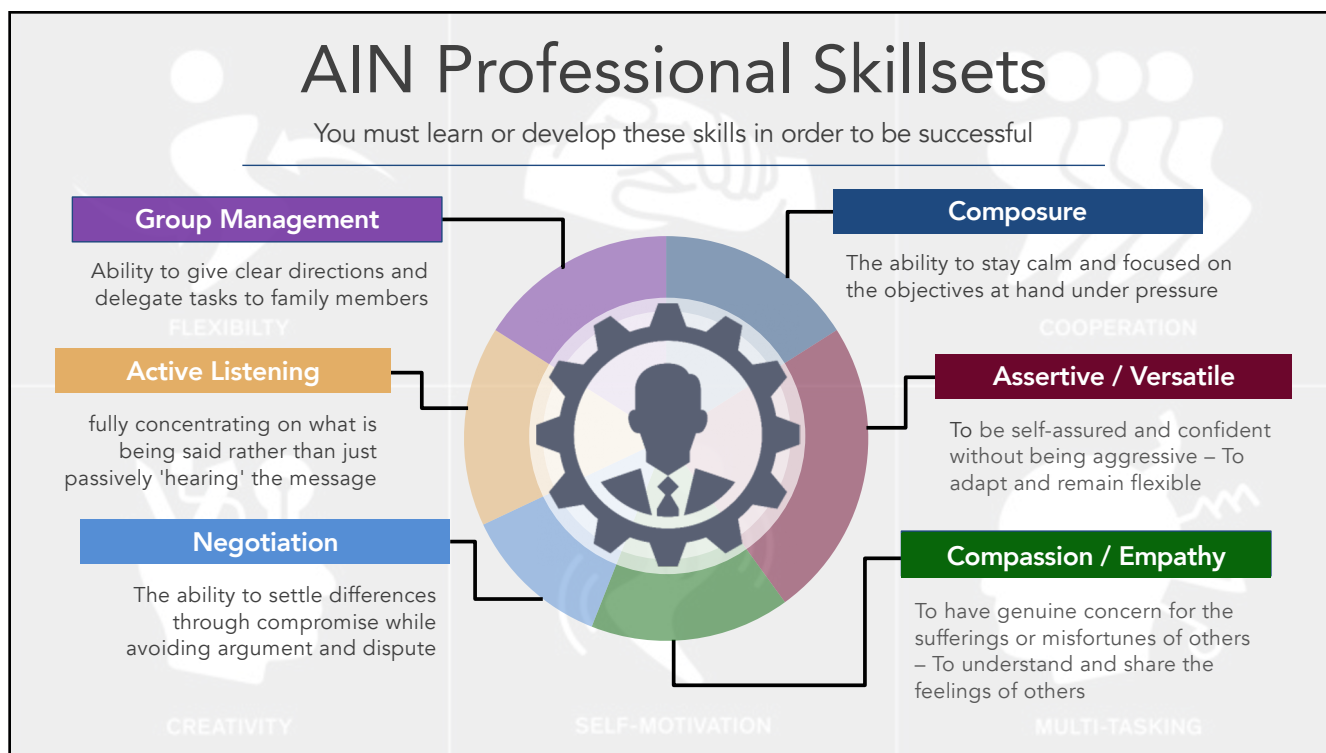 AIN Professional Skillsets
You must learn or develop these skills in order to be successful
Group Management
Ability to give clear directions and
delegate tasks to family members
FLEXIBILTY
Active Listening
fully concentrating on what is
being said rather than just
passively 'hearing' the message
Negotiation
The ability to settle differences
through compromise while
avoiding argument and dispute
CREATIVITY
SELF-MOTIVATION
Composure
The ability to stay calm and focused on
the objectives at hand under pressure
COOPERATION
Assertive / Versatile
To be self-assured and confident
without being aggressive – To
adapt and remain flexible
Compassion / Empathy
To have genuine concern for the
sufferings or misfortunes of others
– To understand and share the
feelings of others
MULTI-TASKING